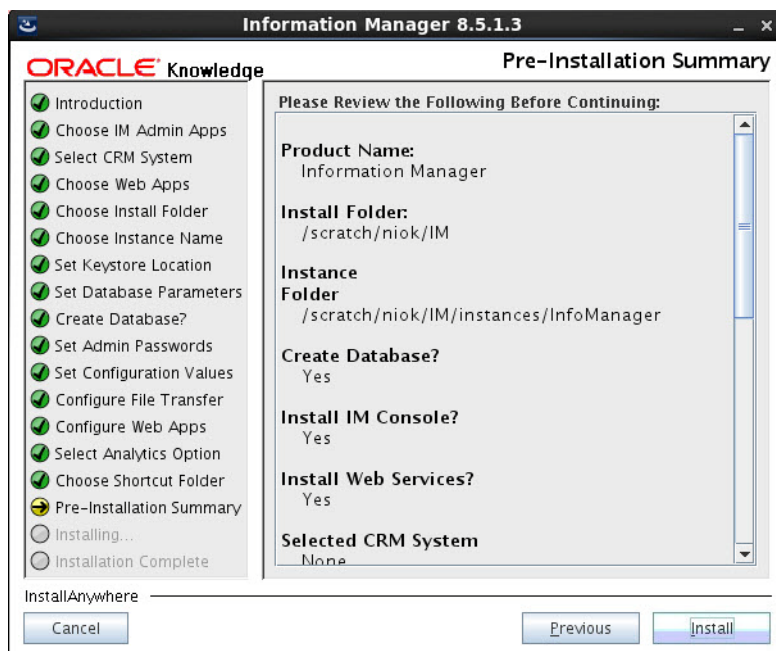 Information Manager 8.5.1.3
ORACLE® Knowledge
Pre-Installation Summary
Introduction
Choose IM Admin Apps
Select CRM System
Choose Web Apps
Choose Install Folder
Choose Instance Name
Set Keystore Location
Set Database Parameters
Create Database?
Set Admin Passwords
Set Configuration Values
Configure File Transfer
Configure Web Apps
Select Analytics Option
Choose Shortcut Folder
Pre-Installation Summary
Installing...
Installation Complete
Please Review the Following Before Continuing:
Product Name:
Information Manager
Install Folder:
/scratch/niok/IM
Instance
Folder
/scratch/niok/IM/instances/InfoManager
Create Database?
Yes
Install IM Console?
Yes
Install Web Services?
Yes
Selected CRM System
None
InstallAnywhere
Cancel
Previous
Install